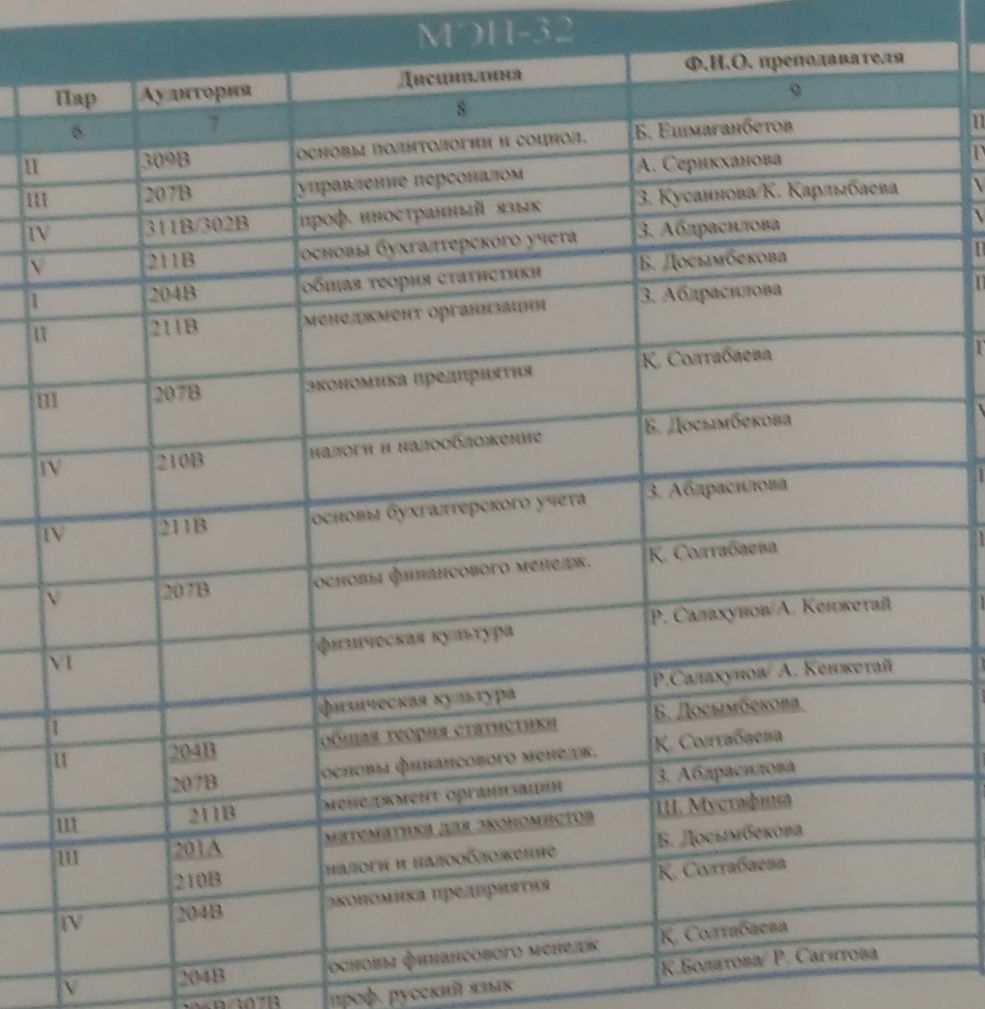 МЭН-32
Пар Аудитория Дисциплина Ф.И.О. преподавателя
6 7 8 9
II 309В основы политологии и социол. Б. Ешмаганбетов
III 207В управление персоналом А. Серикханова
IV 311В/302В проф. иностранный язык З. Кусаинова/К. Карлыбаева
V 211В основы бухгалтерского учета З. Абдрасилова
I 204В общая теория статистики Б. Досымбекова
II 211В менеджмент организации З. Абдрасилова
III 207В экономика предприятия Қ. Солтабаева
IV 210В налоги и налообложение Б. Досымбекова
IV 211В основы бухгалтерского учета З. Абдрасилова
V 207В основы финансового менедж. Қ. Солтабаева
VI физическая культура Р. Салахунов/А. Кенжетай
I физическая культура Р.Салахунов/ А. Кенжетай
II 204В общая теория статистики Б. Досымбекова
207В основы финансового менедж. Қ. Солтабаева
III 211В менеджмент организации З. Абдрасилова
III 201А математика для экономистов Ш. Мустафина
210В налоги и налообложение Б. Досымбекова
IV 204В экономика предприятия Қ. Солтабаева
V 204В основы финансового менедж Қ. Солтабаева
проф. русский язык К.Болатова/ Р. Сагитова